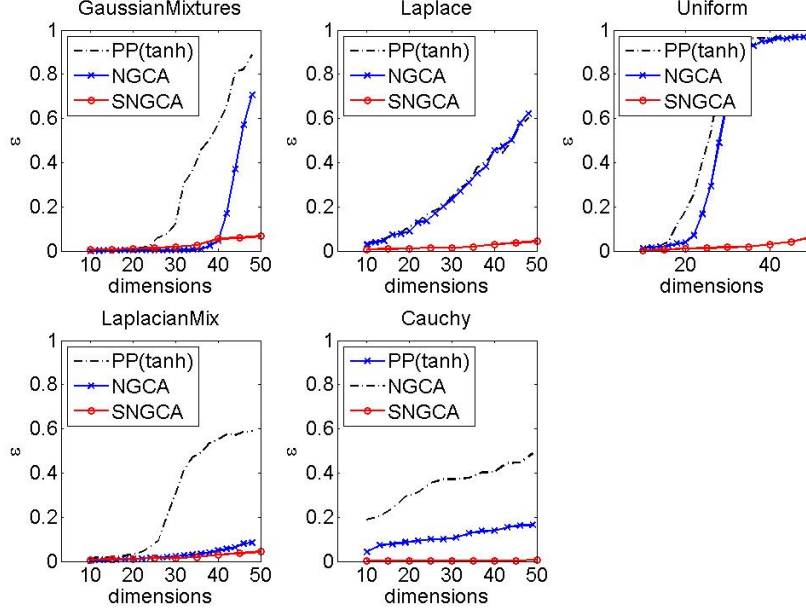 GaussianMixtures
1
0.8
0.6
0.4
0.2
0
ε
PP(tanh)
NGCA
SNGCA
10 20 30 40 50
dimensions
Laplace
1
0.8
0.6
0.4
0.2
0
ε
PP(tanh)
NGCA
SNGCA
10 20 30 40 50
dimensions
Uniform
1
0.8
0.6
0.4
0.2
0
ε
PP(tanh)
NGCA
SNGCA
20 40
dimensions
LaplacianMix
1
0.8
0.6
0.4
0.2
0
ε
PP(tanh)
NGCA
SNGCA
10 20 30 40 50
dimensions
Cauchy
1
0.8
0.6
0.4
0.2
0
ε
PP(tanh)
NGCA
SNGCA
10 20 30 40 50
dimensions